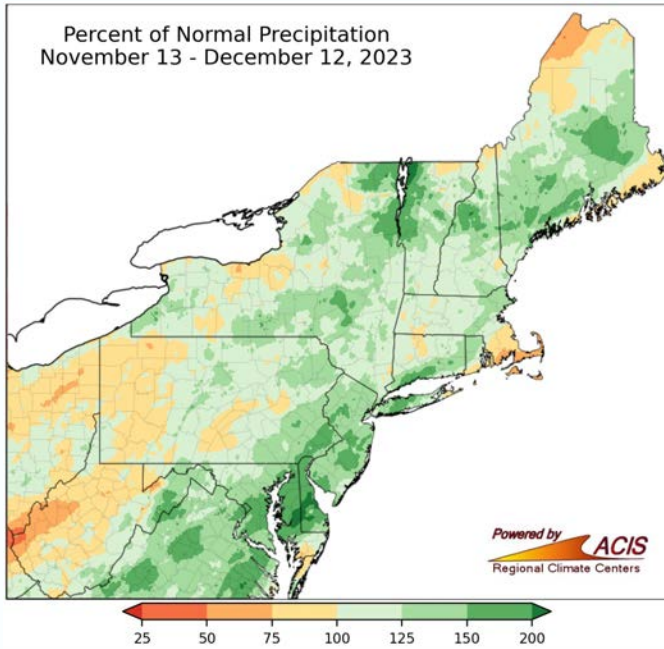 Percent of Normal Precipitation
November 13 - December 12, 2023
Powered by
ACIS
Regional Climate Centers
25 50 75 100 125 150 200